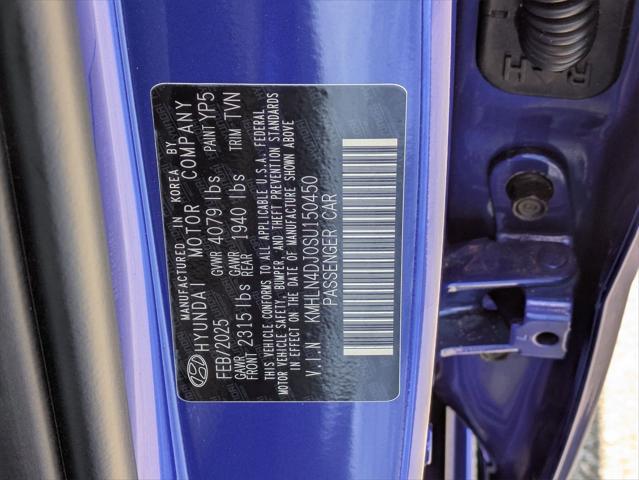 MANUFACTURED IN KOREA BY
HYUNDAI MOTOR COMPANY
FEB/2025 GVWR 4079 lbs PAINT YP5
GAWR FRONT 2315 lbs GAWR REAR 1940 lbs TRIM TVN
THIS VEHICLE CONFORMS TO ALL APPLICABLE U.S.A. FEDERAL
MOTOR VEHICLE SAFETY, BUMPER, AND THEFT PREVENTION STANDARDS
IN EFFECT ON THE DATE OF MANUFACTURE SHOWN ABOVE
V.I.N KMHLN4DJ0SU150450
PASSENGER CAR